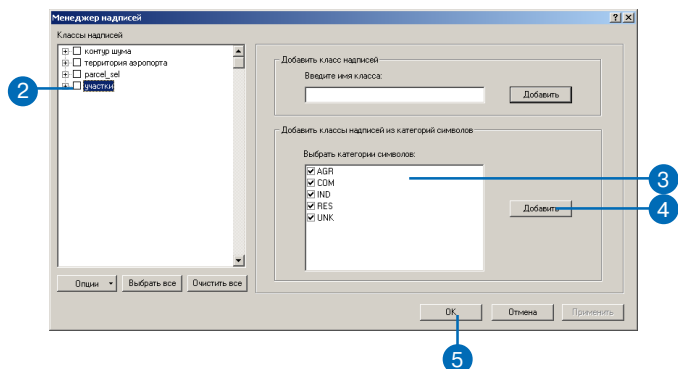 Менеджер надписей
Классы надписей
контур шума
территория аэропорта
parcel_sel
участки
2
Опции
Выбрать все
Очистить все
Добавить класс надписей
Введите имя класса:
Добавить
Добавить классы надписей из категорий символов
Выбрать категории символов:
AGR
COM
IND
RES
UNK
3
Добавить
4
OK
Отмена
Применить
5